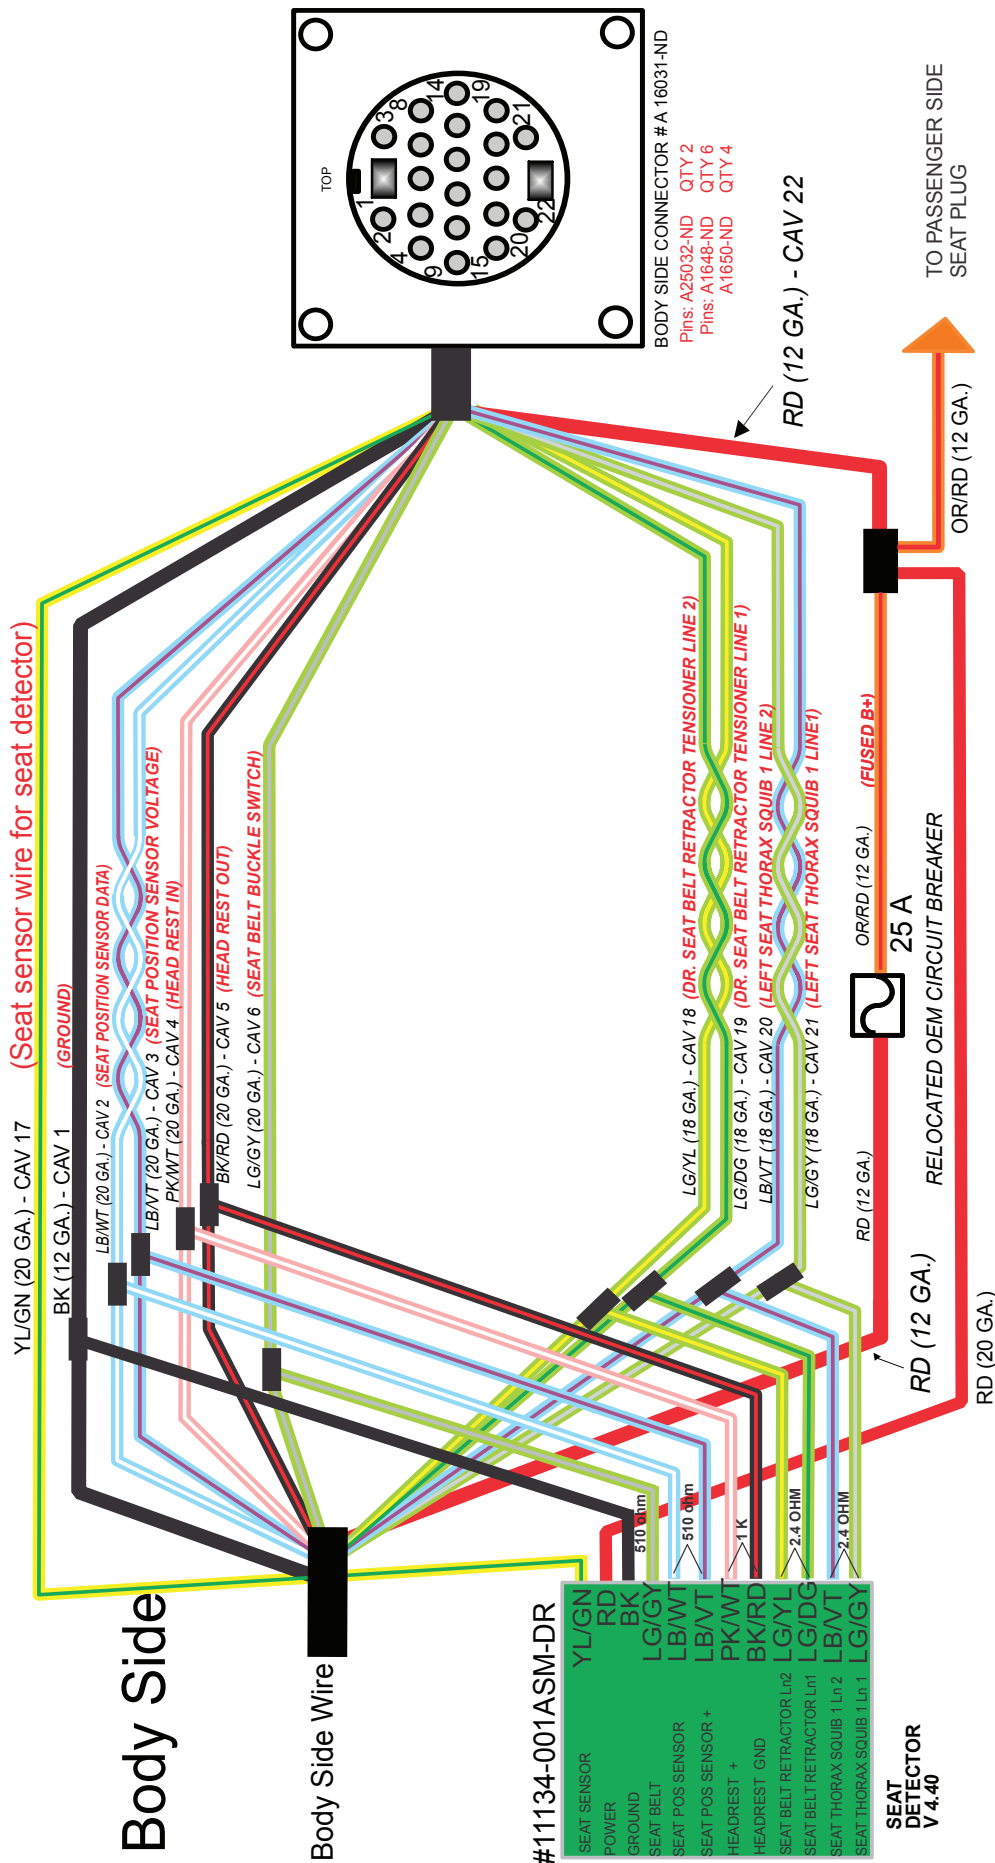 Body Side
Body Side Wire
(Seat sensor wire for seat detector)
YL/GN (20 GA.) - CAV 17
(GROUND)
BK (12 GA.) - CAV 1
LB/WT (20 GA.) - CAV 2 (SEAT POSITION SENSOR DATA)
LB/VT (20 GA.) - CAV 3 (SEAT POSITION SENSOR VOLTAGE)
PK/WT (20 GA.) - CAV 4 (HEAD REST IN)
BK/RD (20 GA.) - CAV 5 (HEAD REST OUT)
LG/GY (20 GA.) - CAV 6 (SEAT BELT BUCKLE SWITCH)
LG/YL (18 GA.) - CAV 18 (DR. SEAT BELT RETRACTOR TENSIONER LINE 2)
LG/DG (18 GA.) - CAV 19 (DR. SEAT BELT RETRACTOR TENSIONER LINE 1)
LB/VT (18 GA.) - CAV 20 (LEFT SEAT THORAX SQUIB 1 LINE 2)
LG/GY (18 GA.) - CAV 21 (LEFT SEAT THORAX SQUIB 1 LINE1)
RD (12 GA.)
OR/RD (12 GA.)
(FUSED B+)
25 A
RELOCATED OEM CIRCUIT BREAKER
RD (12 GA.)
RD (20 GA.)
TOP
1
2
3
4
8
9
14
15
19
20
21
22
BODY SIDE CONNECTOR # A 16031-ND
Pins: A25032-ND QTY 2
Pins: A1648-ND QTY 6
A1650-ND QTY 4
RD (12 GA.) - CAV 22
OR/RD (12 GA.)
TO PASSENGER SIDE
SEAT PLUG
#11134-001ASM-DR
SEAT SENSOR YL/GN
POWER RD
GROUND BK
SEAT BELT LG/GY 510 ohm
SEAT POS SENSOR LB/WT
510 ohm
SEAT POS SENSOR + LB/VT
HEADREST + PK/WT
1 K
HEADREST GND BK/RD
SEAT BELT RETRACTOR Ln2 LG/YL
2.4 OHM
SEAT BELT RETRACTOR Ln1 LG/DG
SEAT THORAX SQUIB 1 Ln 2 LB/VT
2.4 OHM
SEAT THORAX SQUIB 1 Ln 1 LG/GY
SEAT
DETECTOR
V 4.40